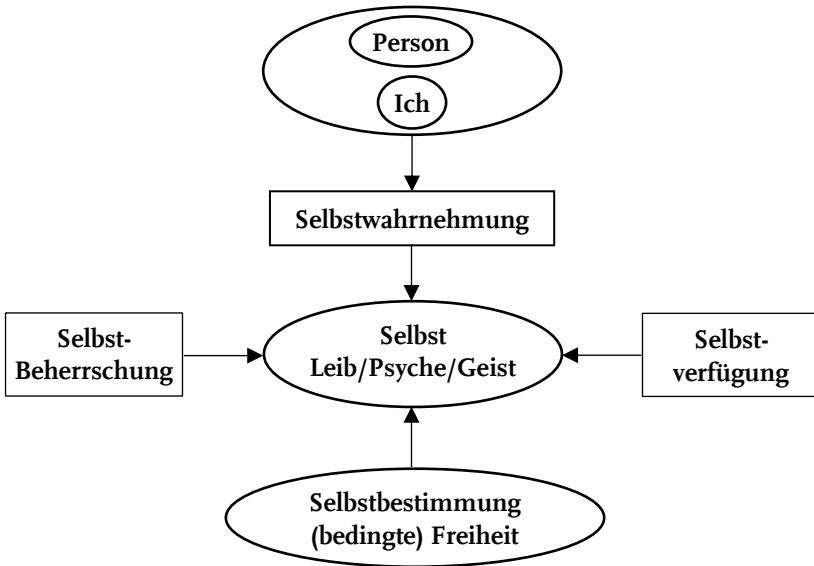 Person
Ich
Selbstwahrnehmung
Selbst-
Beherrschung
Selbst
Leib/Psyche/Geist
Selbst-
verfügung
Selbstbestimmung
(bedingte) Freiheit